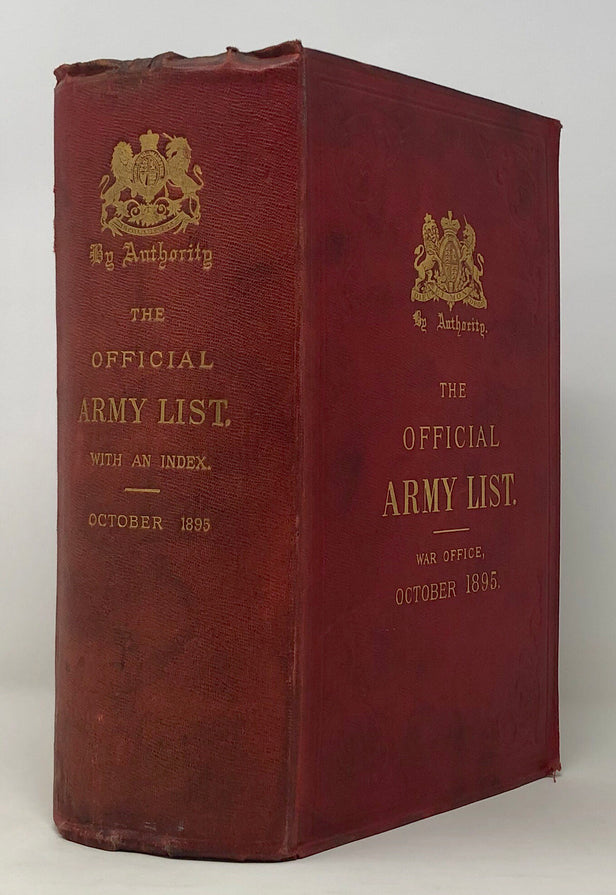 By Authority
THE
OFFICIAL
ARMY LIST.
WITH AN INDEX.
OCTOBER 1895
By Authority.
THE
OFFICIAL
ARMY LIST.
WAR OFFICE,
OCTOBER 1895.